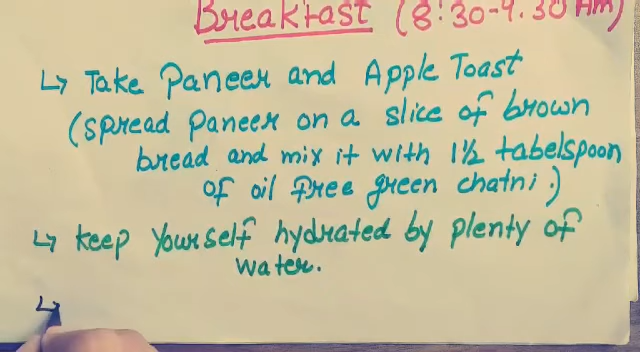 Breakfast (8:30-9.30 Am)
↳ Take Paneer and Apple Toast
(spread Paneer on a slice of brown
bread and mix it with 1½ tabelspoon
of oil free green chatni.)
↳ keep Yourself hydrated by plenty of
water.
↳